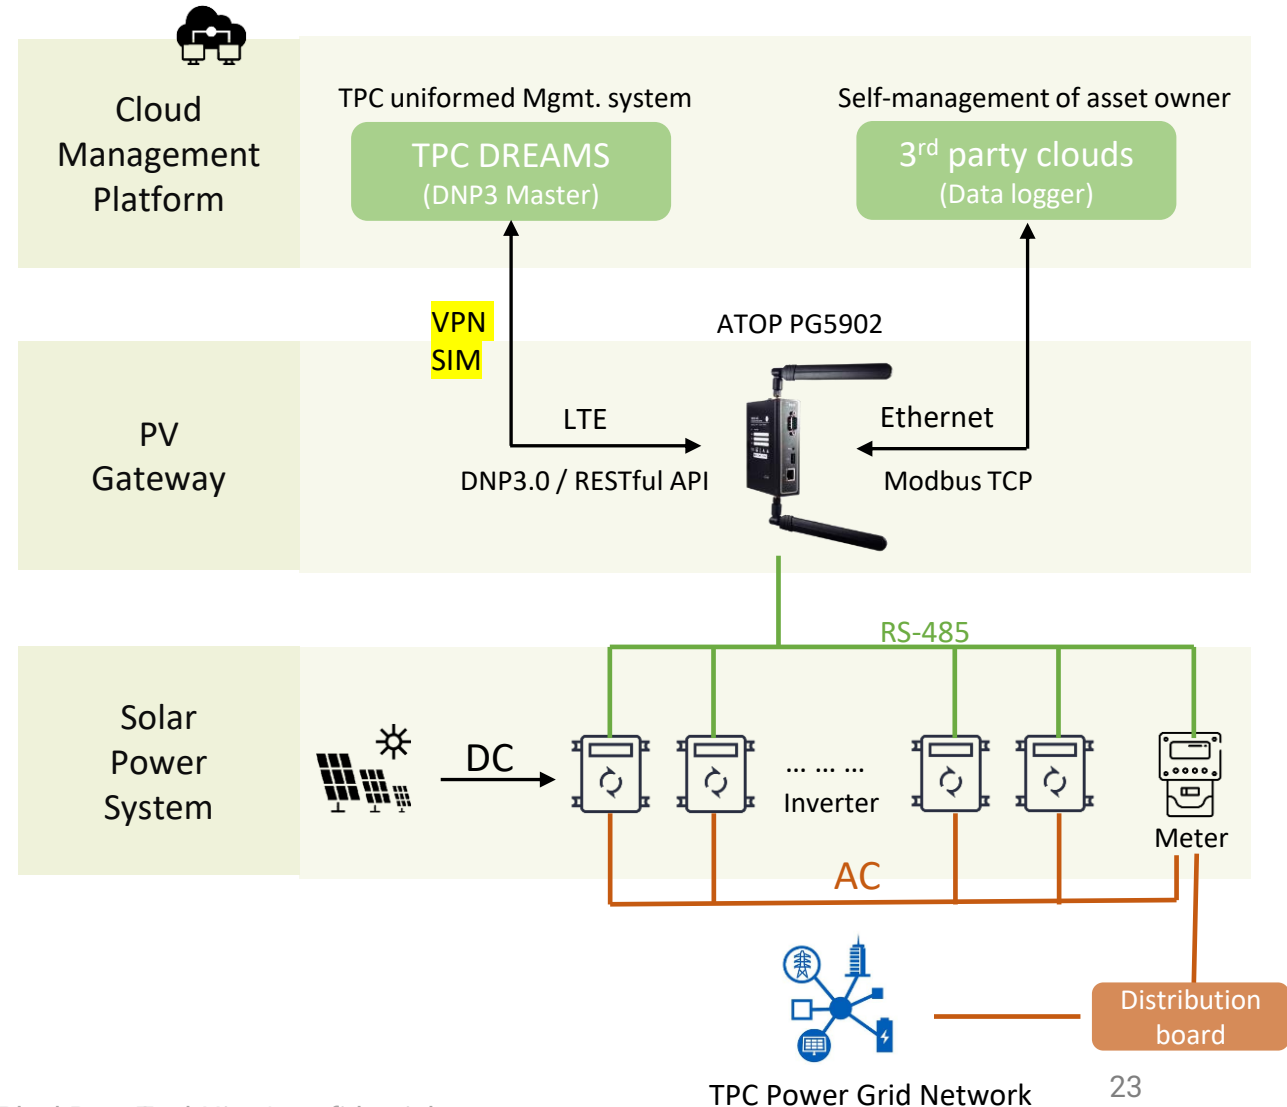 Cloud
Management
Platform
TPC uniformed Mgmt. system
TPC DREAMS
(DNP3 Master)
Self-management of asset owner
3rd party clouds
(Data logger)
VPN
SIM
ATOP PG5902
PV
Gateway
LTE
DNP3.0 / RESTful API
Ethernet
Modbus TCP
RS-485
Solar
Power
System
DC
... ... ...
Inverter
Meter
AC
Distribution
board
TPC Power Grid Network
23